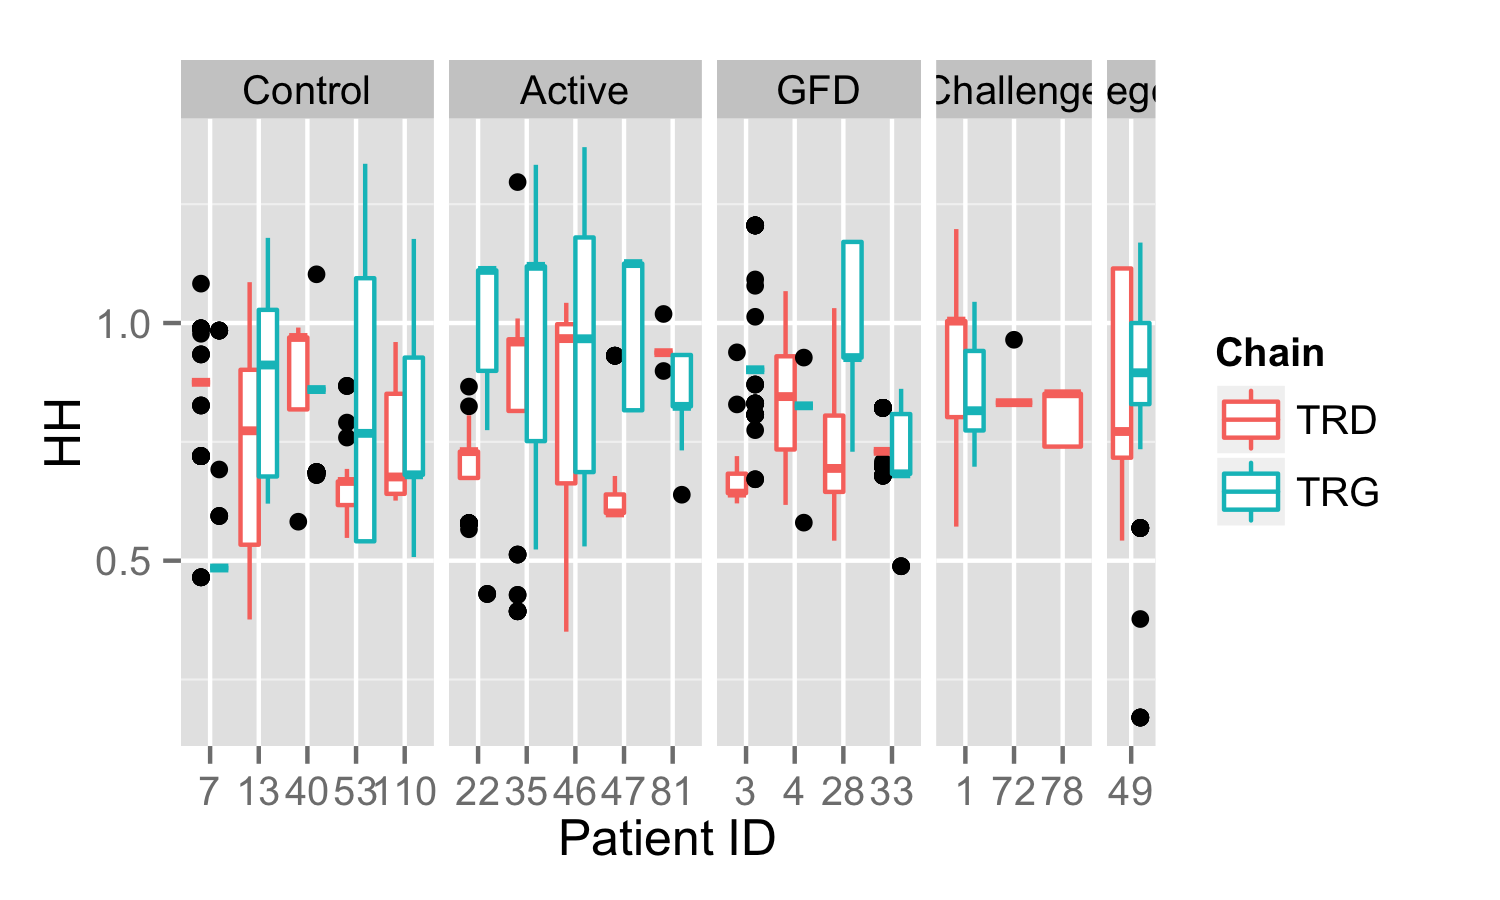 Control Active GFD Challenge
HH
1.0
0.5
7 13 40 53 110 22 35 46 47 81 3 4 28 33 1 72 78 49
Patient ID
Chain
TRD
TRG